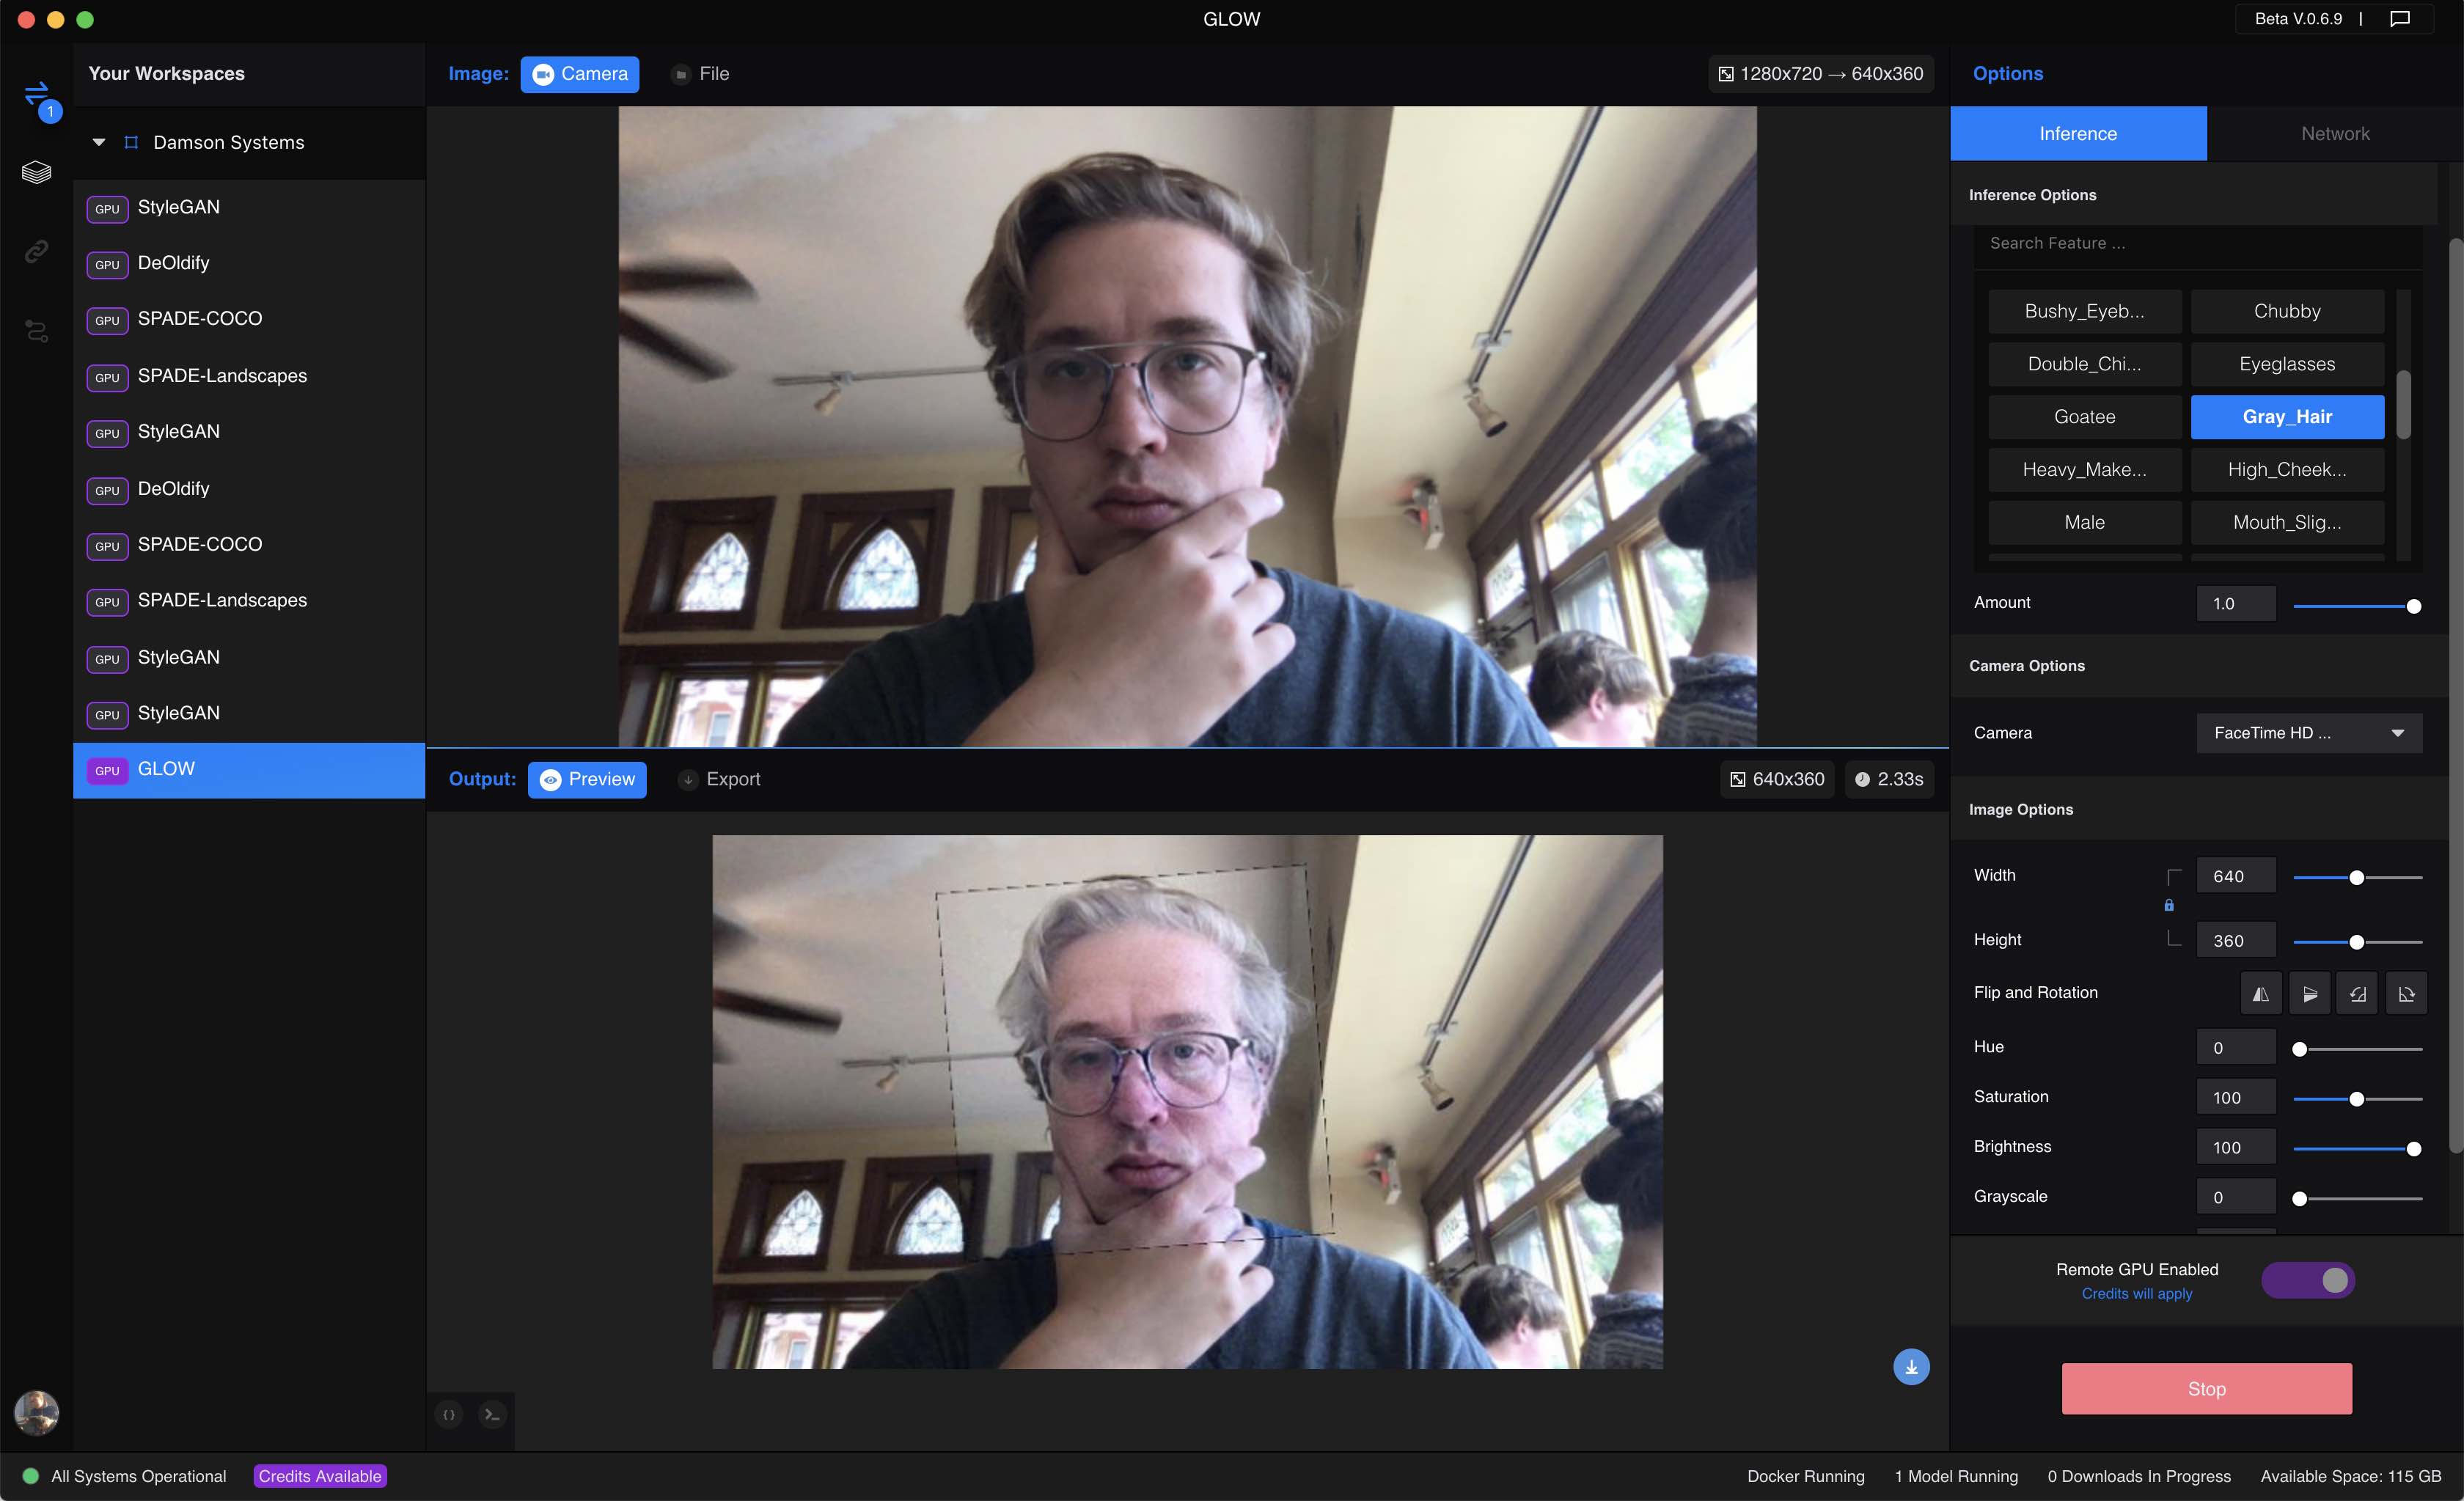 GLOW
Beta V.0.6.9 |
1
Your Workspaces
Damson Systems
GPU StyleGAN
GPU DeOldify
GPU SPADE-COCO
GPU SPADE-Landscapes
GPU StyleGAN
GPU DeOldify
GPU SPADE-COCO
GPU SPADE-Landscapes
GPU StyleGAN
GPU StyleGAN
GPU GLOW
Image: Camera File
1280x720 → 640x360
Output: Preview Export
640x360 2.33s
Options
Inference Network
Inference Options
Search Feature ...
Bushy_Eyeb... Chubby
Double_Chi... Eyeglasses
Goatee Gray_Hair
Heavy_Make... High_Cheek...
Male Mouth_Slig...
Amount 1.0
Camera Options
Camera FaceTime HD ...
Image Options
Width 640
Height 360
Flip and Rotation
Hue 0
Saturation 100
Brightness 100
Grayscale 0
Remote GPU Enabled
Credits will apply
Stop
All Systems Operational Credits Available
Docker Running 1 Model Running 0 Downloads In Progress Available Space: 115 GB